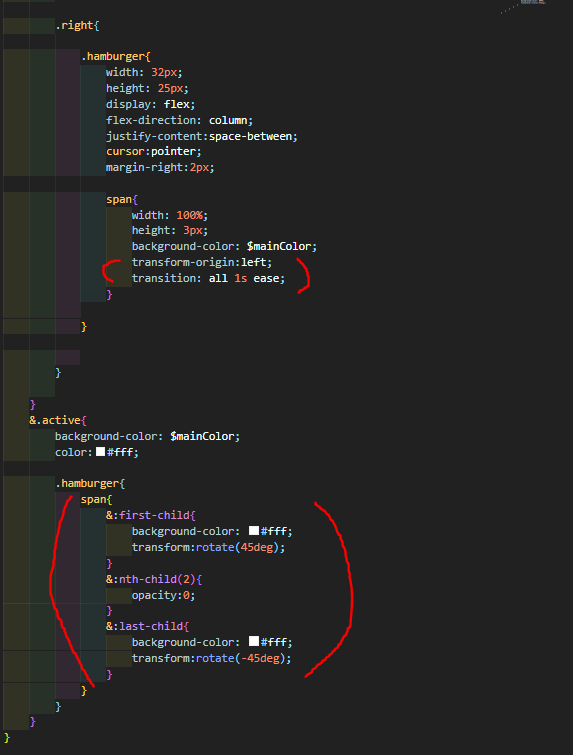 .right{
.hamburger{
width: 32px;
height: 25px;
display: flex;
flex-direction: column;
justify-content:space-between;
cursor:pointer;
margin-right:2px;
span{
width: 100%;
height: 3px;
background-color: $mainColor;
transform-origin:left;
transition: all 1s ease;
}
}
}
}
&.active{
background-color: $mainColor;
color:#fff;
.hamburger{
span{
&:first-child{
background-color: #fff;
transform:rotate(45deg);
}
&:nth-child(2){
opacity:0;
}
&:last-child{
background-color: #fff;
transform:rotate(-45deg);
}
}
}
}
}